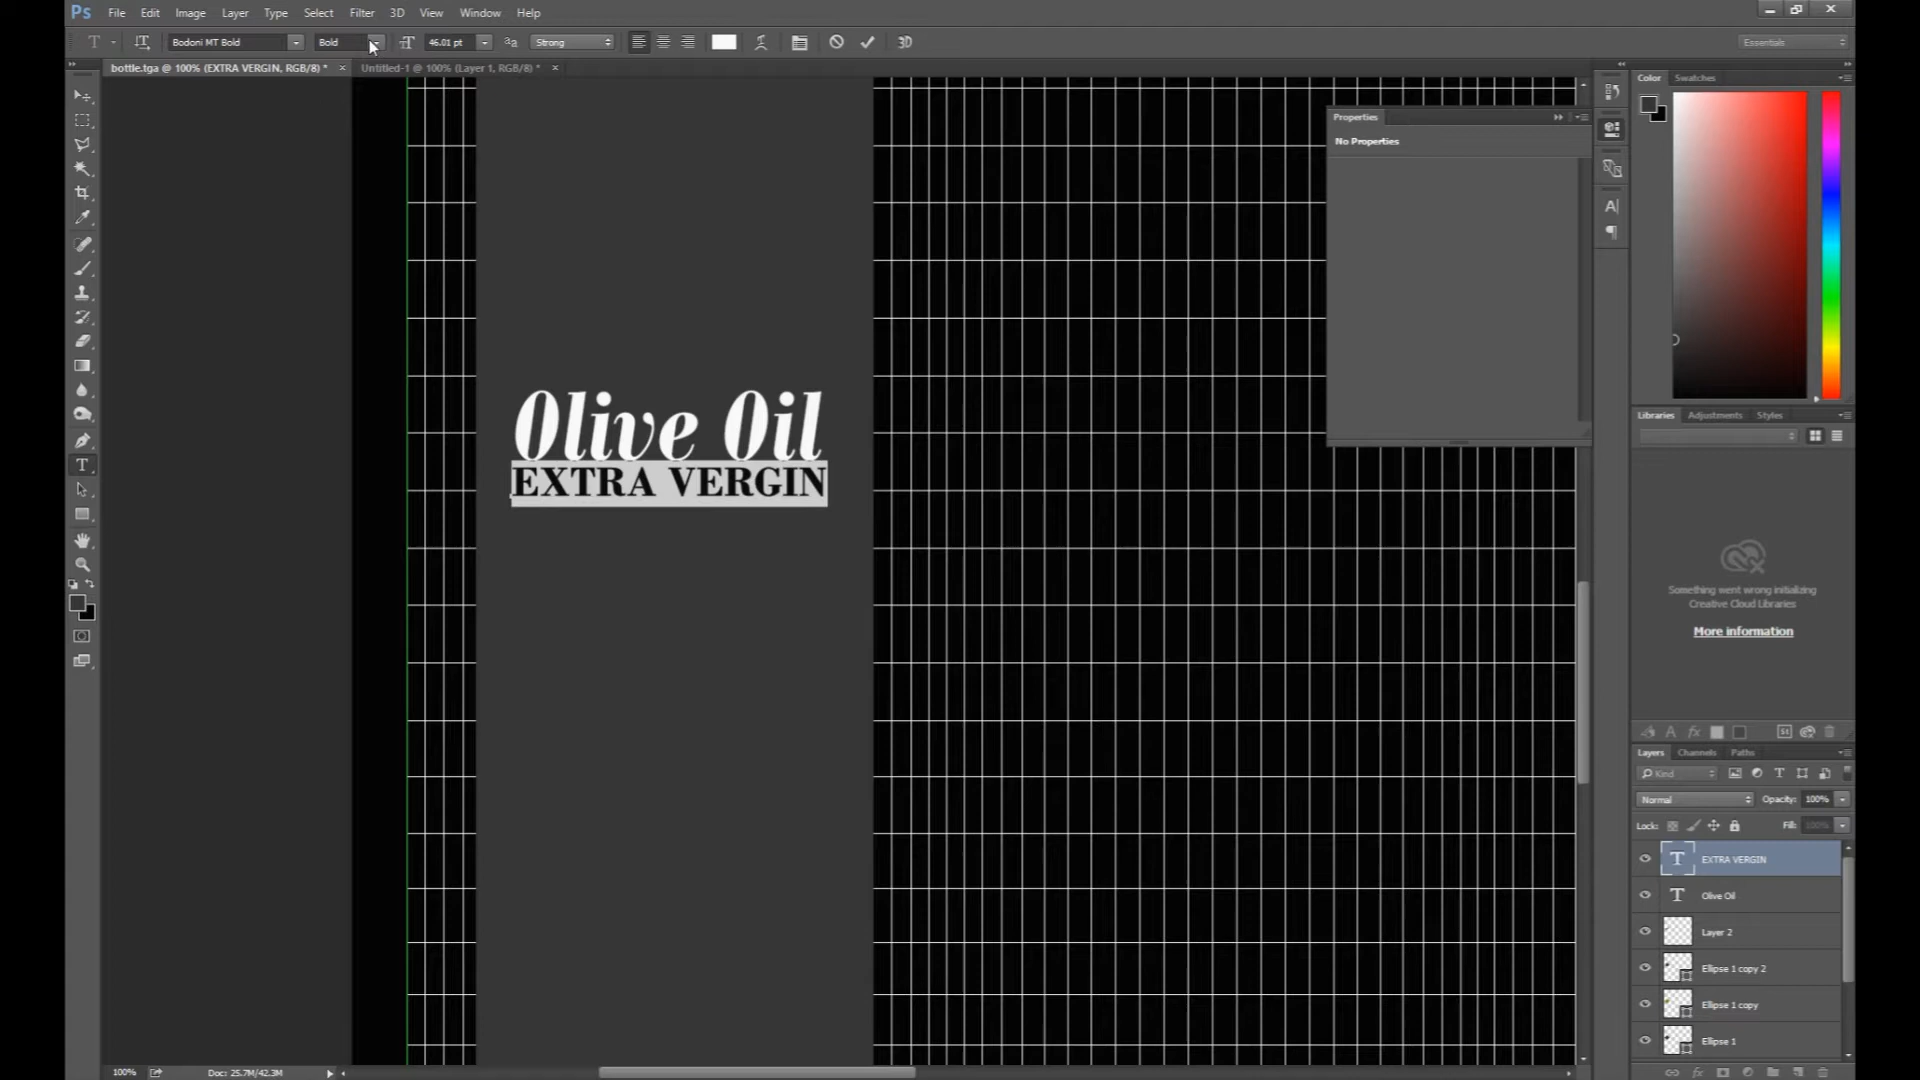 Ps File Edit Image Layer Type Select Filter 3D View Window Help
T Bodoni MT Bold Bold 46.01 pt aa Strong 3D Essentials
bottle.tga @ 100% (EXTRA VERGIN, RGB/8) * Untitled-1 @ 100% (Layer 1, RGB/8) *
Color Swatches
Properties
No Properties
Olive Oil
EXTRA VERGIN
Libraries Adjustments Styles
Something went wrong initializing
Creative Cloud Libraries
More information
Layers Channels Paths
Kind
Normal Opacity: 100%
Lock: Fill: 100%
T EXTRA VERGIN
T Olive Oil
Layer 2
Ellipse 1 copy 2
Ellipse 1 copy
Ellipse 1
100% Doc: 25.7M/42.3M